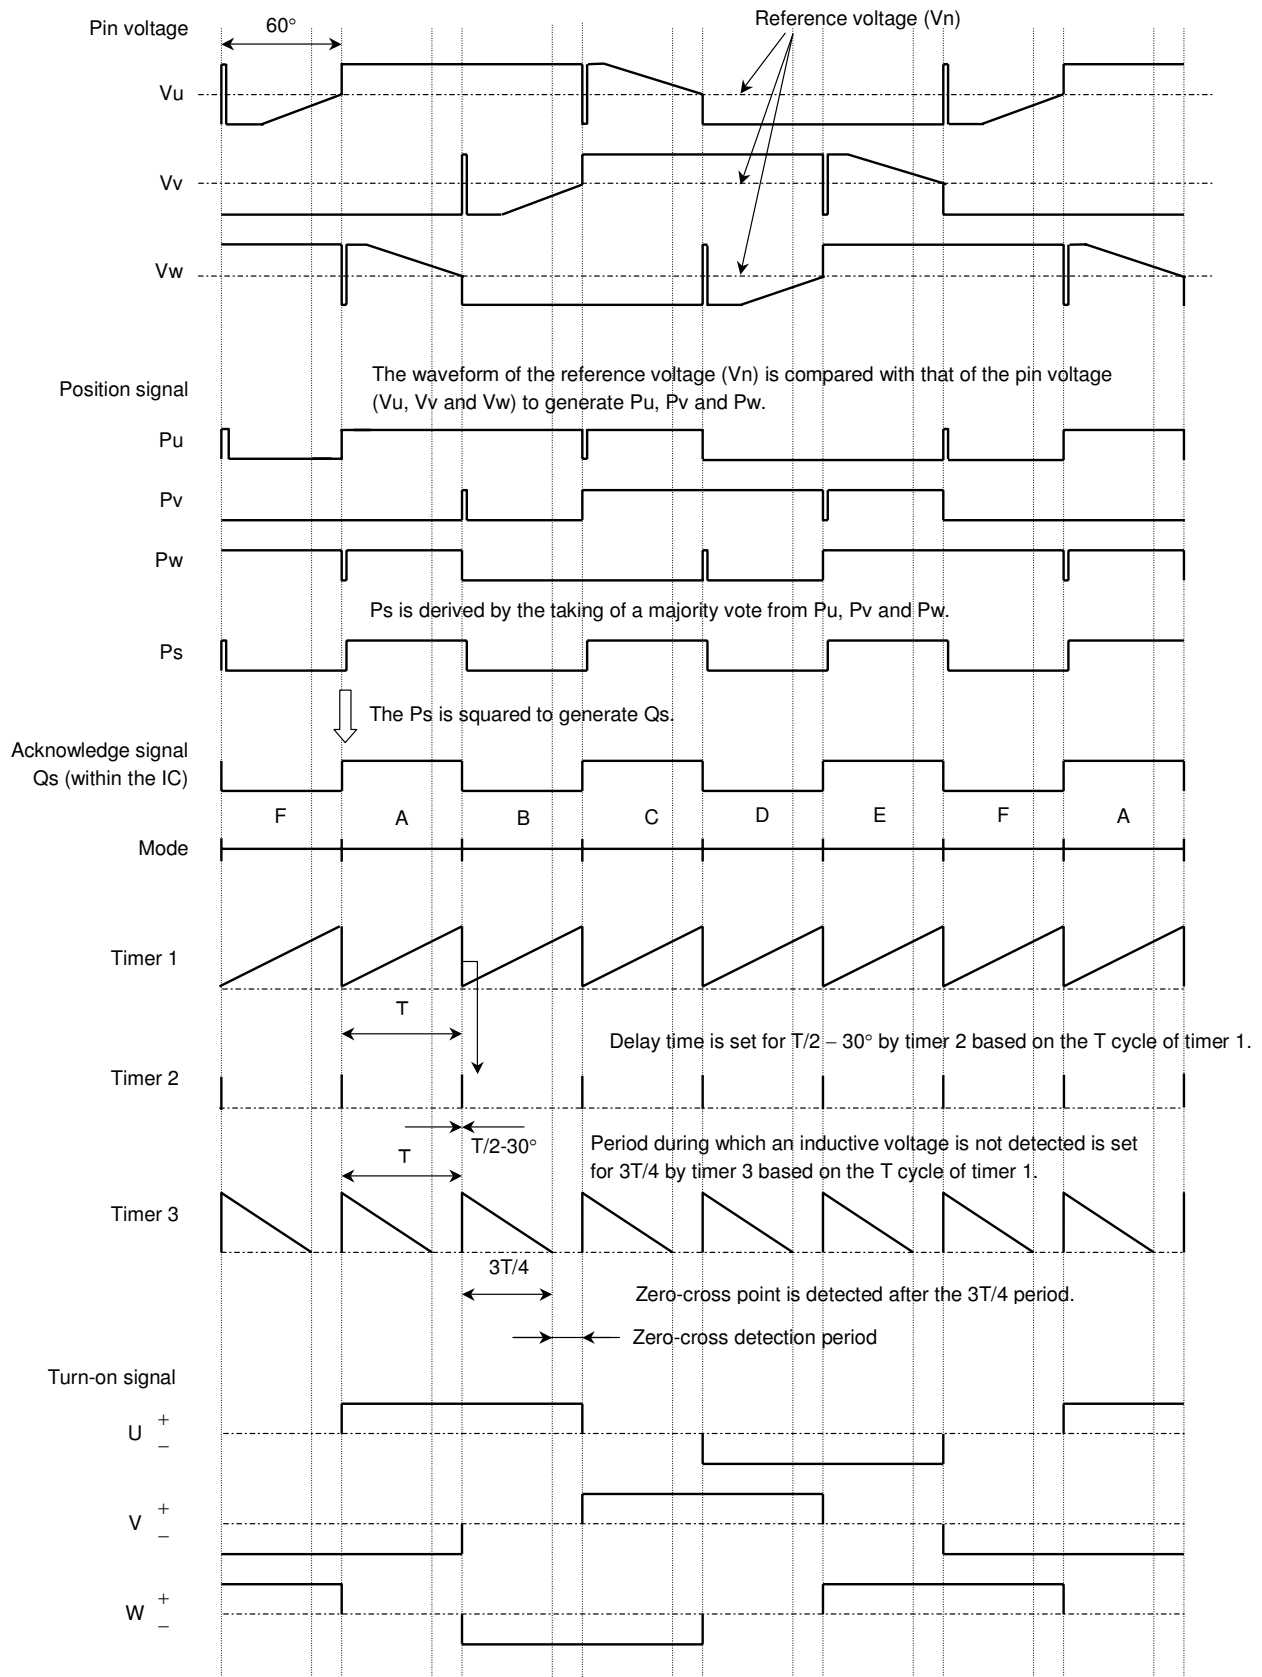 Pin voltage
60°
Reference voltage (Vn)
Vu
Vv
Vw
Position signal
The waveform of the reference voltage (Vn) is compared with that of the pin voltage
(Vu, Vv and Vw) to generate Pu, Pv and Pw.
Pu
Pv
Pw
Ps is derived by the taking of a majority vote from Pu, Pv and Pw.
Ps
The Ps is squared to generate Qs.
Acknowledge signal
Qs (within the IC)
F A B C D E F A
Mode
Timer 1
T
Delay time is set for T/2 − 30° by timer 2 based on the T cycle of timer 1.
Timer 2
T/2-30°
T
Period during which an inductive voltage is not detected is set
for 3T/4 by timer 3 based on the T cycle of timer 1.
Timer 3
3T/4
Zero-cross point is detected after the 3T/4 period.
Zero-cross detection period
Turn-on signal
U + −
V + −
W + −